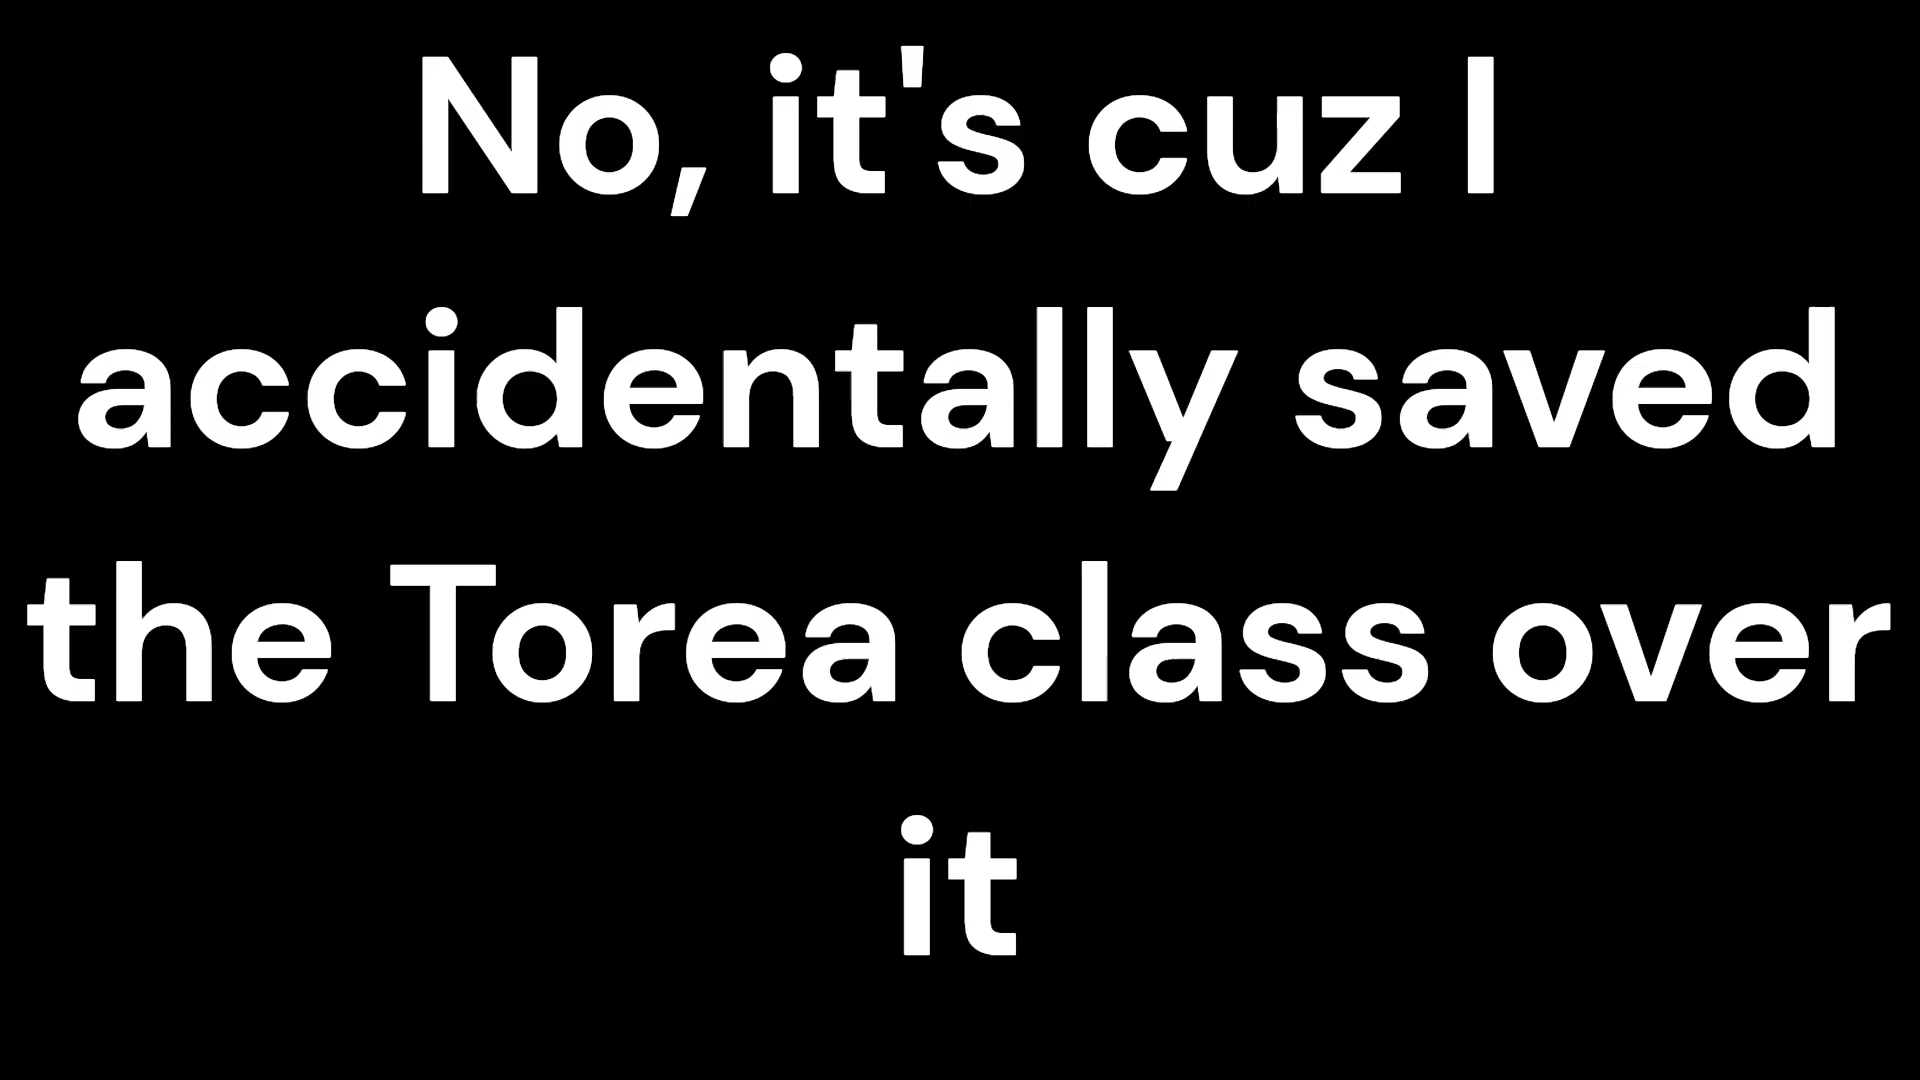 No, it's cuz I
accidentally saved
the Torea class over
it